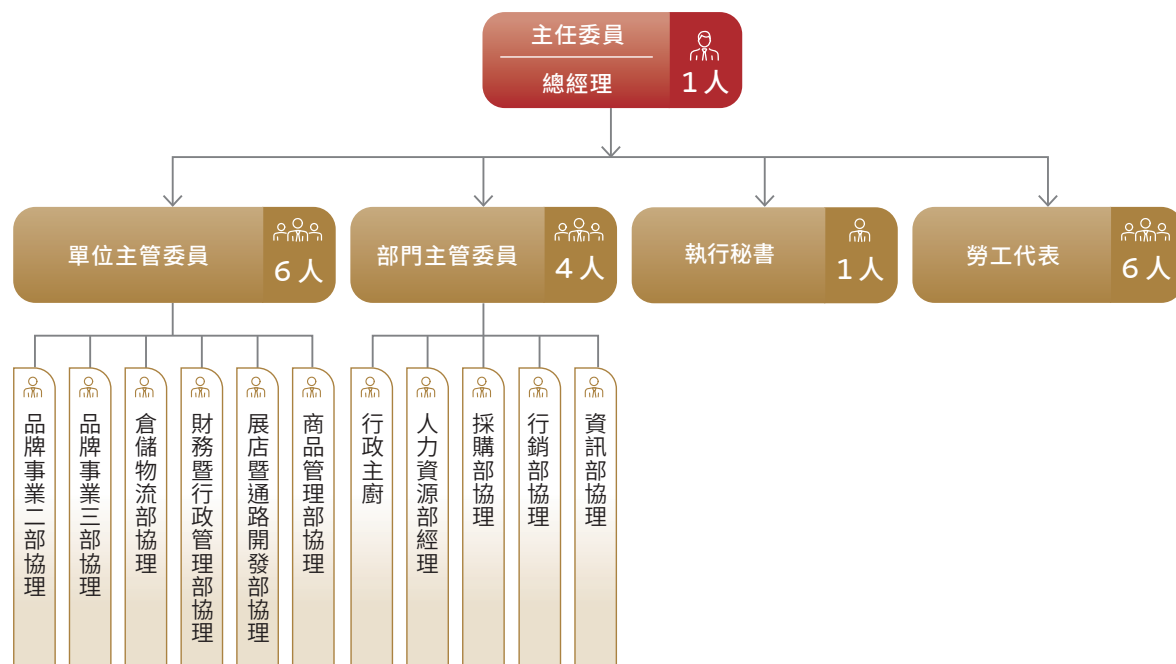 主任委員
總經理
1人
單位主管委員
6人
部門主管委員
4人
執行秘書
1人
勞工代表
6人
品牌事業二部協理
品牌事業三部協理
倉儲物流部協理
財務暨行政管理部協理
展店暨通路開發部協理
商品管理部協理
行政主廚
人力資源部經理
採購部協理
行銷部協理
資訊部協理